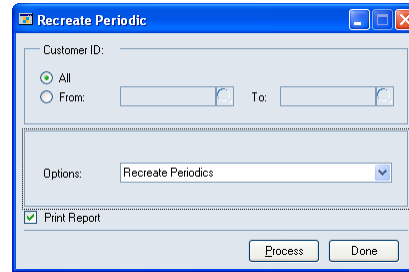 Recreate Periodic
Customer ID:
All
From: To:
Options: Recreate Periodics
Print Report
Process Done